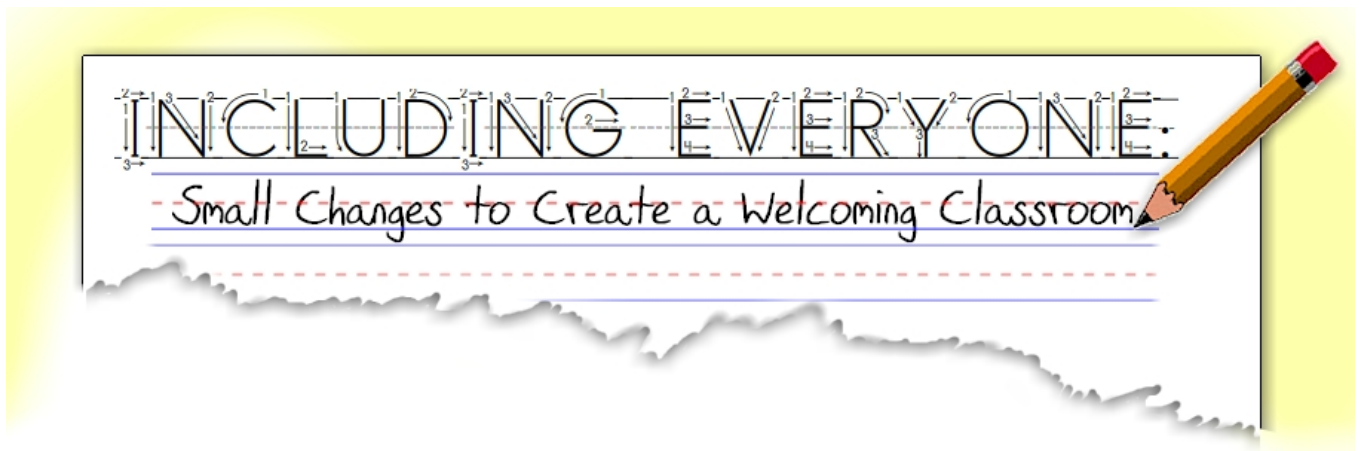 INCLUDING EVERYONE:
Small Changes to Create a Welcoming Classroom